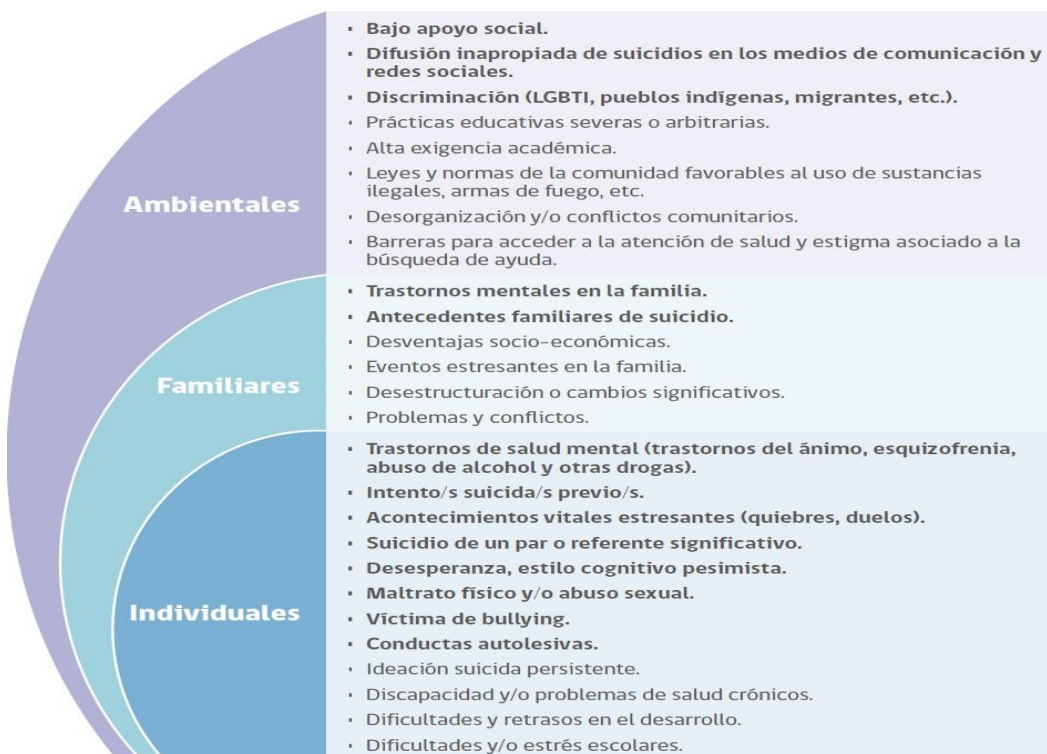 Ambientales
· Bajo apoyo social.
· Difusión inapropiada de suicidios en los medios de comunicación y
redes sociales.
· Discriminación (LGBTI, pueblos indígenas, migrantes, etc.).
· Prácticas educativas severas o arbitrarias.
· Alta exigencia académica.
· Leyes y normas de la comunidad favorables al uso de sustancias
ilegales, armas de fuego, etc.
· Desorganización y/o conflictos comunitarios.
· Barreras para acceder a la atención de salud y estigma asociado a la
búsqueda de ayuda.
Familiares
· Trastornos mentales en la familia.
· Antecedentes familiares de suicidio.
· Desventajas socio-económicas.
· Eventos estresantes en la familia.
· Desestructuración o cambios significativos.
· Problemas y conflictos.
Individuales
· Trastornos de salud mental (trastornos del ánimo, esquizofrenia,
abuso de alcohol y otras drogas).
· Intento/s suicida/s previo/s.
· Acontecimientos vitales estresantes (quiebres, duelos).
· Suicidio de un par o referente significativo.
· Desesperanza, estilo cognitivo pesimista.
· Maltrato físico y/o abuso sexual.
· Víctima de bullying.
· Conductas autolesivas.
· Ideación suicida persistente.
· Discapacidad y/o problemas de salud crónicos.
· Dificultades y retrasos en el desarrollo.
· Dificultades y/o estrés escolares.